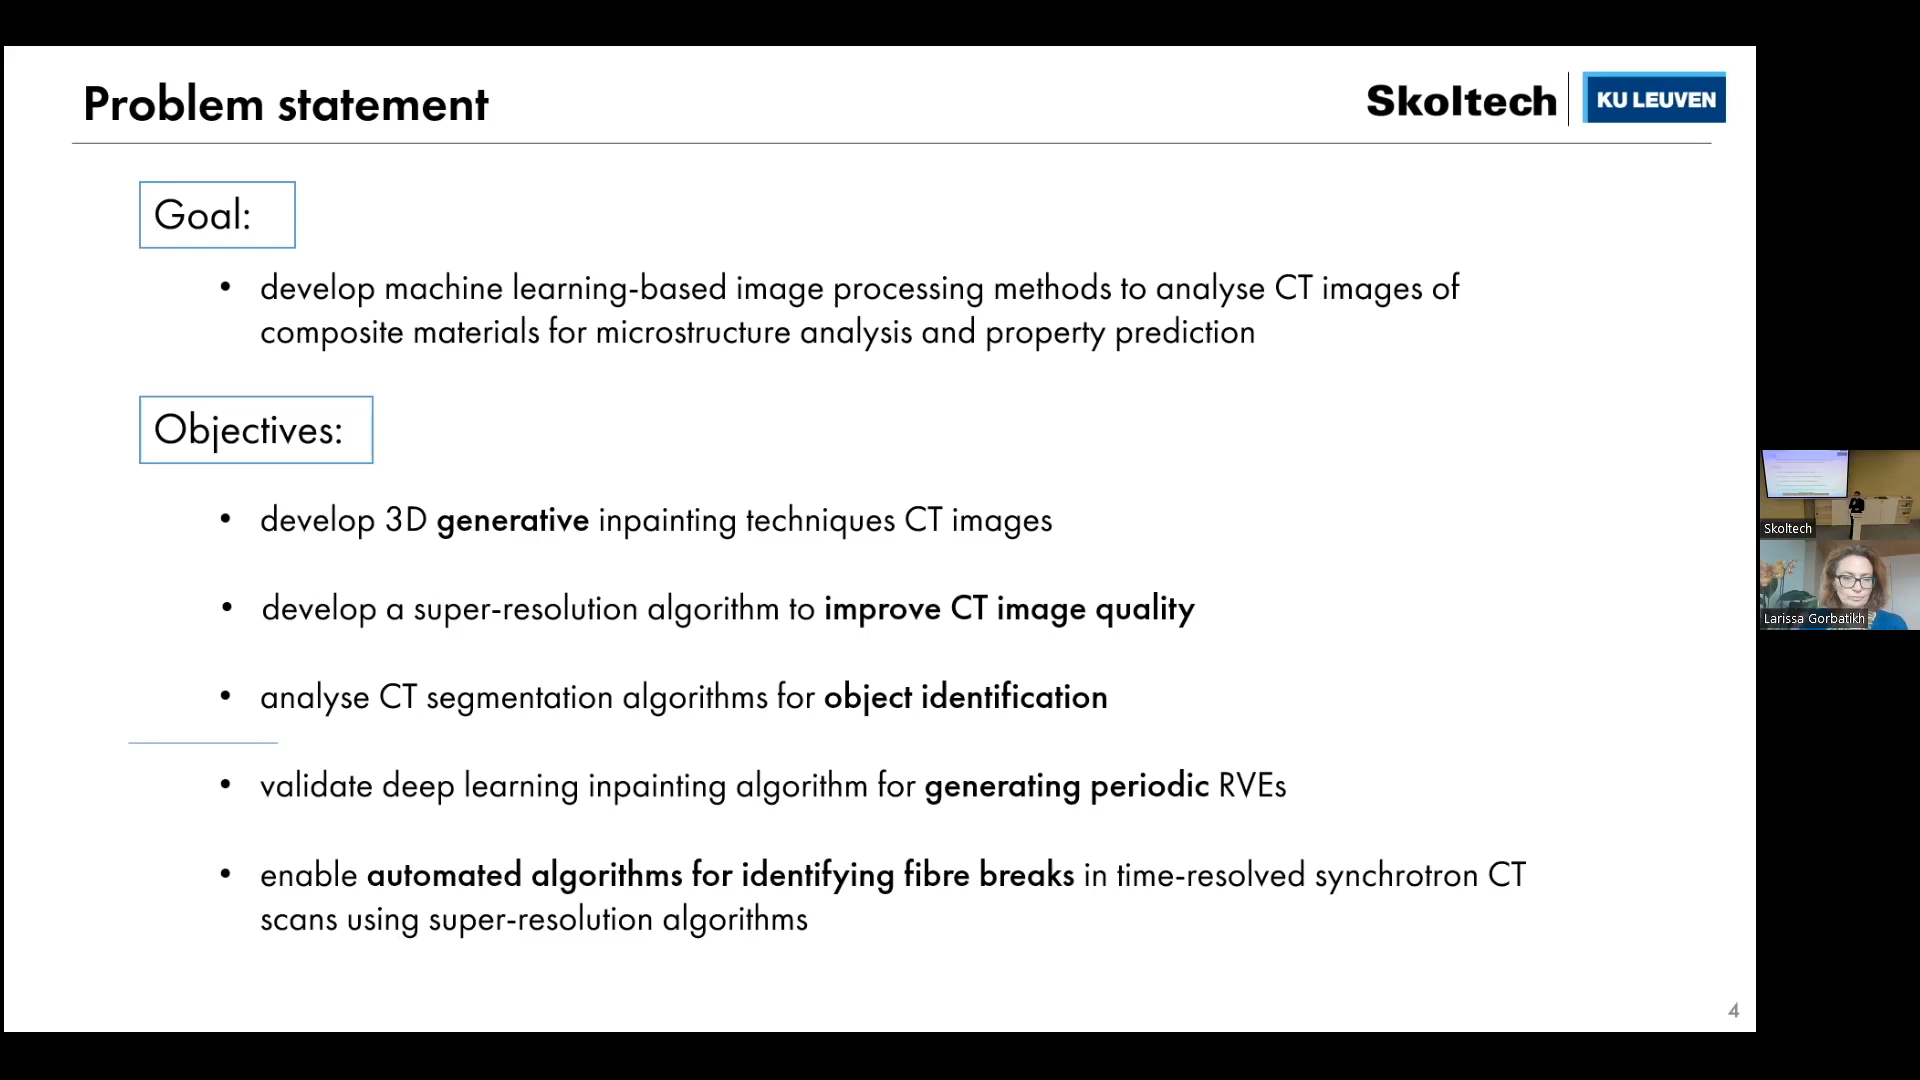 Problem statement
Skoltech
KU LEUVEN
Goal:
• develop machine learning-based image processing methods to analyse CT images of
composite materials for microstructure analysis and property prediction
Objectives:
• develop 3D generative inpainting techniques CT images
• develop a super-resolution algorithm to improve CT image quality
• analyse CT segmentation algorithms for object identification
• validate deep learning inpainting algorithm for generating periodic RVEs
• enable automated algorithms for identifying fibre breaks in time-resolved synchrotron CT
scans using super-resolution algorithms
4
Skoltech
Larissa Gorbatikh